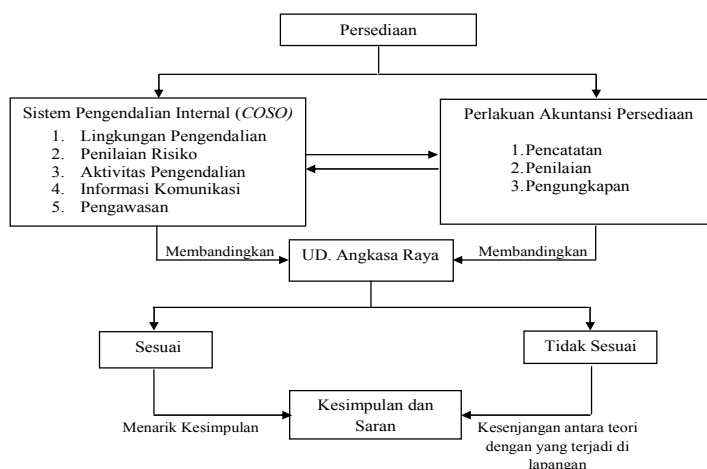 Persediaan
Sistem Pengendalian Internal (COSO)
1. Lingkungan Pengendalian
2. Penilaian Risiko
3. Aktivitas Pengendalian
4. Informasi Komunikasi
5. Pengawasan
Perlakuan Akuntansi Persediaan
1.Pencatatan
2.Penilaian
3.Pengungkapan
Membandingkan
UD. Angkasa Raya
Membandingkan
Sesuai
Tidak Sesuai
Menarik Kesimpulan
Kesimpulan dan
Saran
Kesenjangan antara teori
dengan yang terjadi di
lapangan